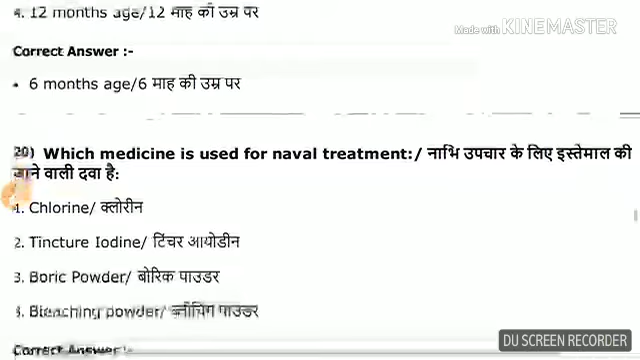 4. 12 months age/12 माह की उम्र पर
Made with KINEMASTER
Correct Answer :-
• 6 months age/6 माह की उम्र पर
20) Which medicine is used for naval treatment:/ नाभि उपचार के लिए इस्तेमाल की
जाने वाली दवा है:
1. Chlorine/ क्लोरीन
2. Tincture Iodine/ टिंचर आयोडीन
3. Boric Powder/ बोरिक पाउडर
4. Bleaching powder/ ब्लीचिंग पाउडर
DU SCREEN RECORDER
Correct Answer :-